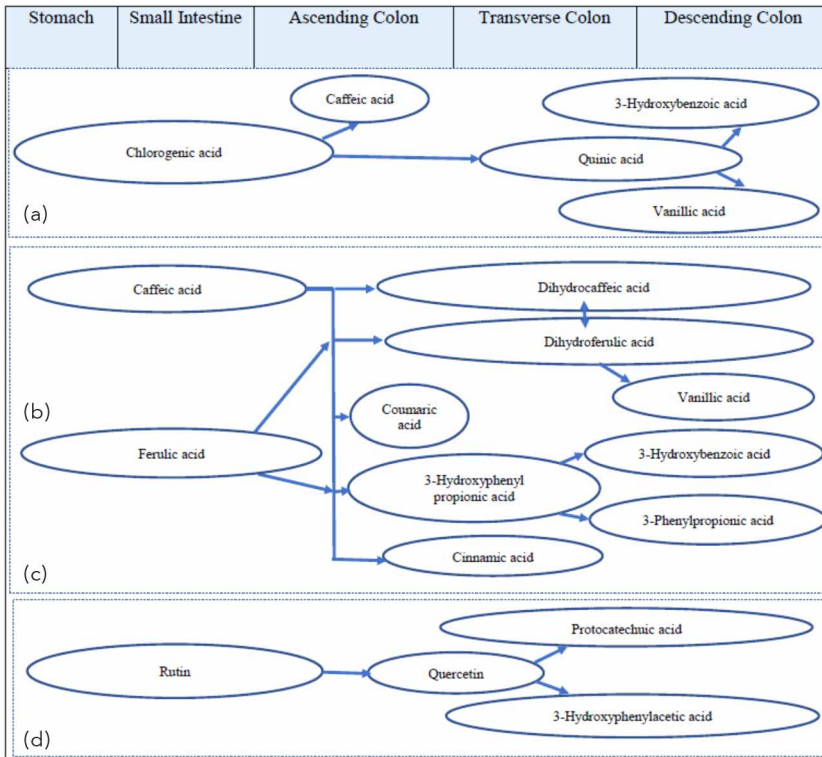 Stomach
Small Intestine
Ascending Colon
Transverse Colon
Descending Colon
Caffeic acid
3-Hydroxybenzoic acid
Chlorogenic acid
Quinic acid
Vanillic acid
(a)
Caffeic acid
Dihydrocaffeic acid
Dihydroferulic acid
Vanillic acid
(b)
Coumaric
acid
Ferulic acid
3-Hydroxybenzoic acid
3-Hydroxyphenyl
propionic acid
3-Phenylpropionic acid
Cinnamic acid
(c)
Protocatechuic acid
Rutin
Quercetin
3-Hydroxyphenylacetic acid
(d)